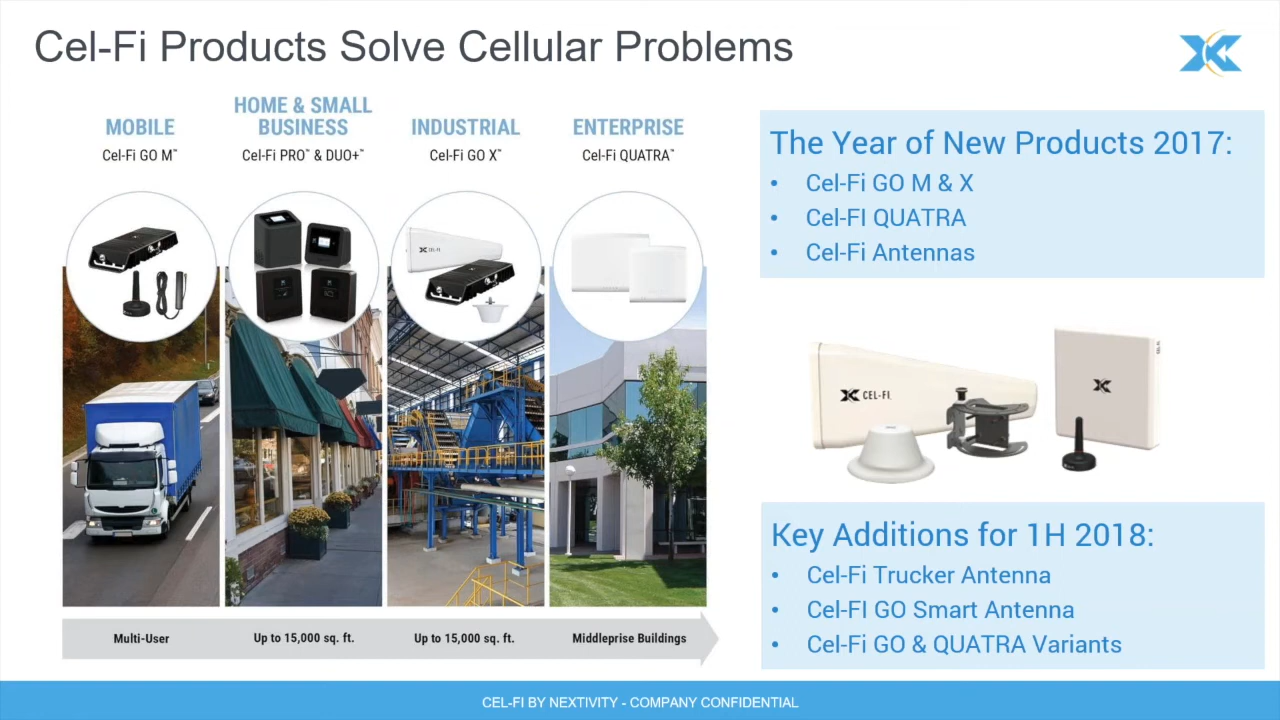 Cel-Fi Products Solve Cellular Problems
MOBILE
Cel-Fi GO M™
HOME & SMALL
BUSINESS
Cel-Fi PRO™ & DUO+™
INDUSTRIAL
Cel-Fi GO X™
ENTERPRISE
Cel-Fi QUATRA™
CEL-FI
Multi-User
Up to 15,000 sq. ft.
Up to 15,000 sq. ft.
Middleprise Buildings
The Year of New Products 2017:
• Cel-Fi GO M & X
• Cel-FI QUATRA
• Cel-Fi Antennas
CEL-FI.
CEL-FI
Key Additions for 1H 2018:
• Cel-Fi Trucker Antenna
• Cel-FI GO Smart Antenna
• Cel-Fi GO & QUATRA Variants
CEL-FI BY NEXTIVITY - COMPANY CONFIDENTIAL